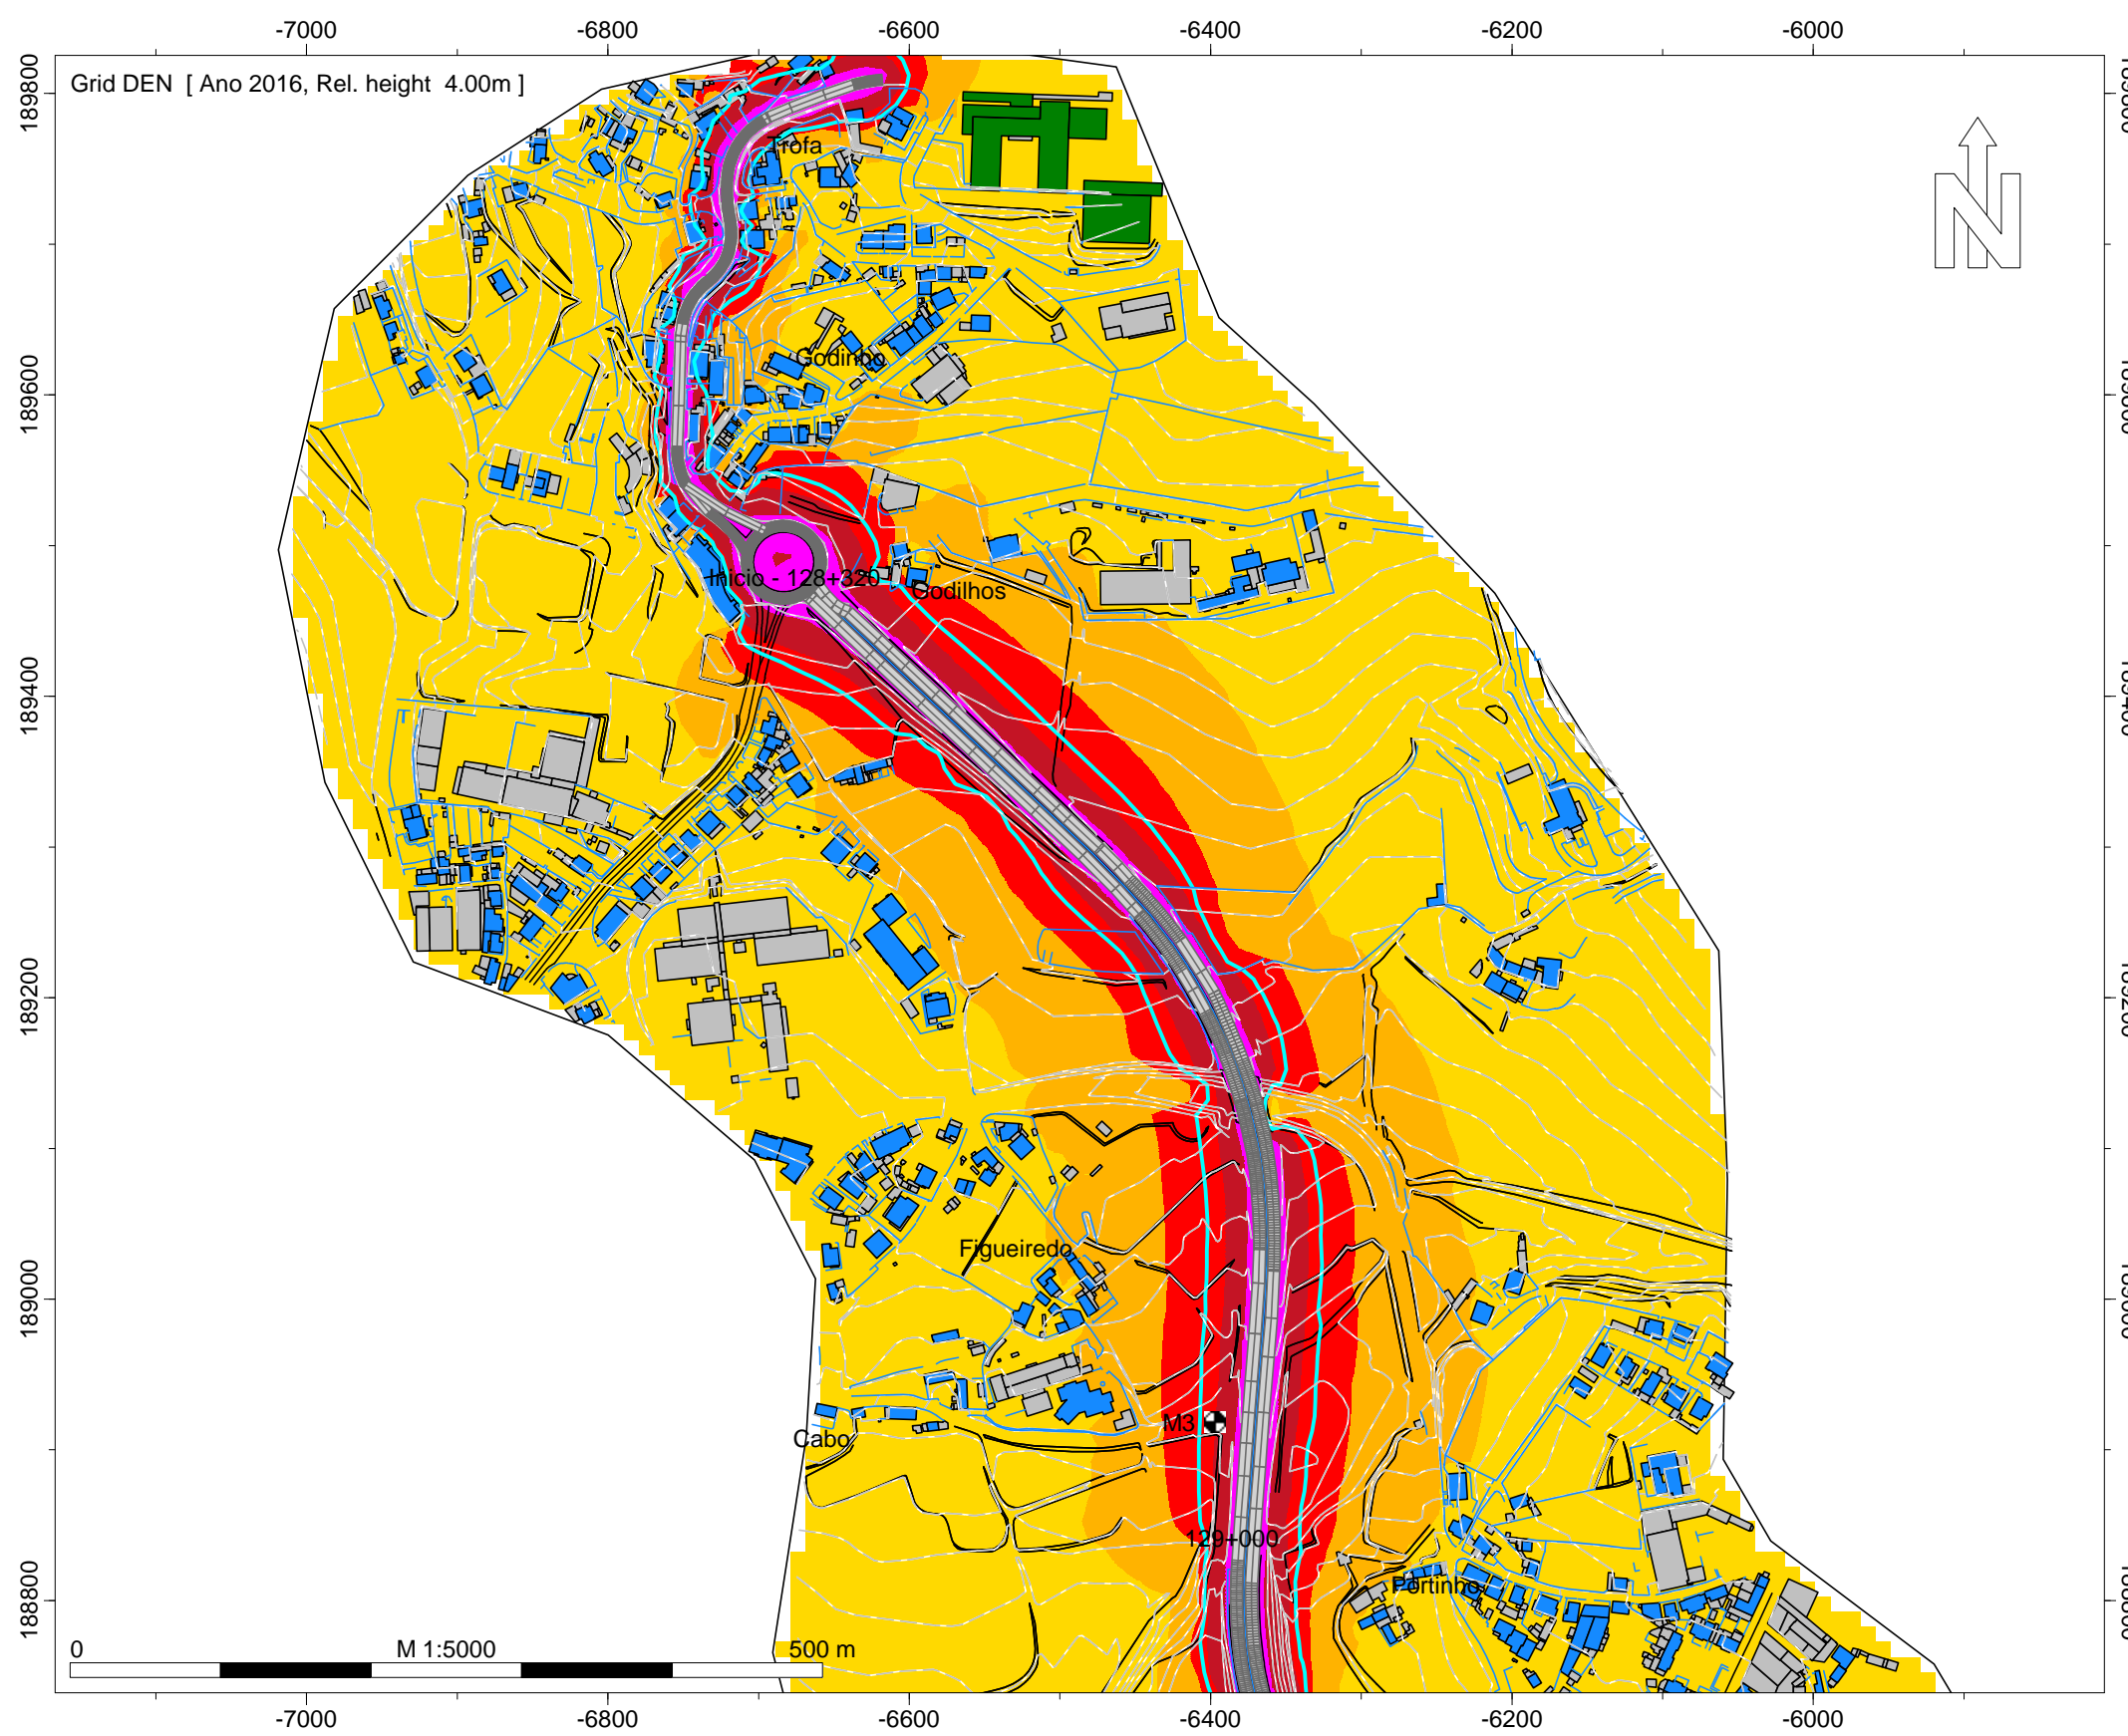 -7000 -6800 -6600 -6400 -6200 -6000
Grid DEN [ Ano 2016, Rel. height 4.00m ]
189800
Trofa
N
Godinho
189600
Inicio - 128+320
Godilhos
189400
189200
Figueiredo
189000
M3
Cabo
129+000
Portinho
188800
0 M 1:5000 500 m
-7000 -6800 -6600 -6400 -6200 -6000